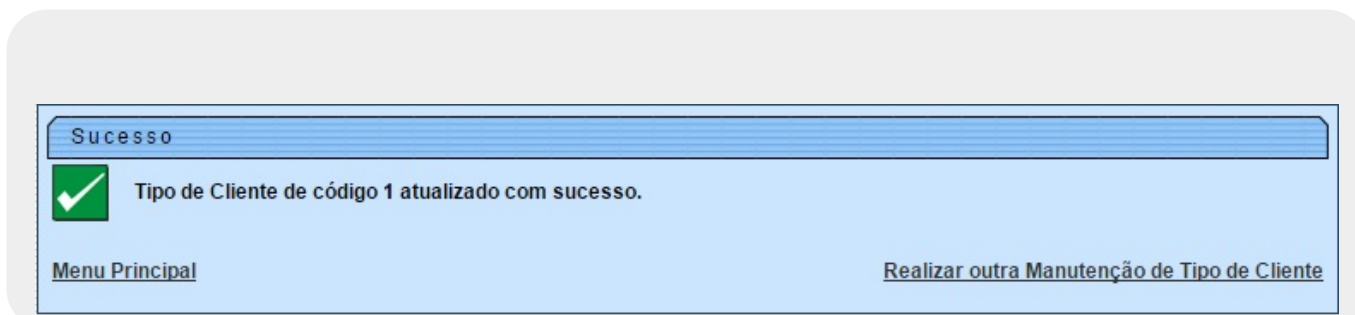 Sucesso
Tipo de Cliente de código 1 atualizado com sucesso.
Menu Principal
Realizar outra Manutenção de Tipo de Cliente